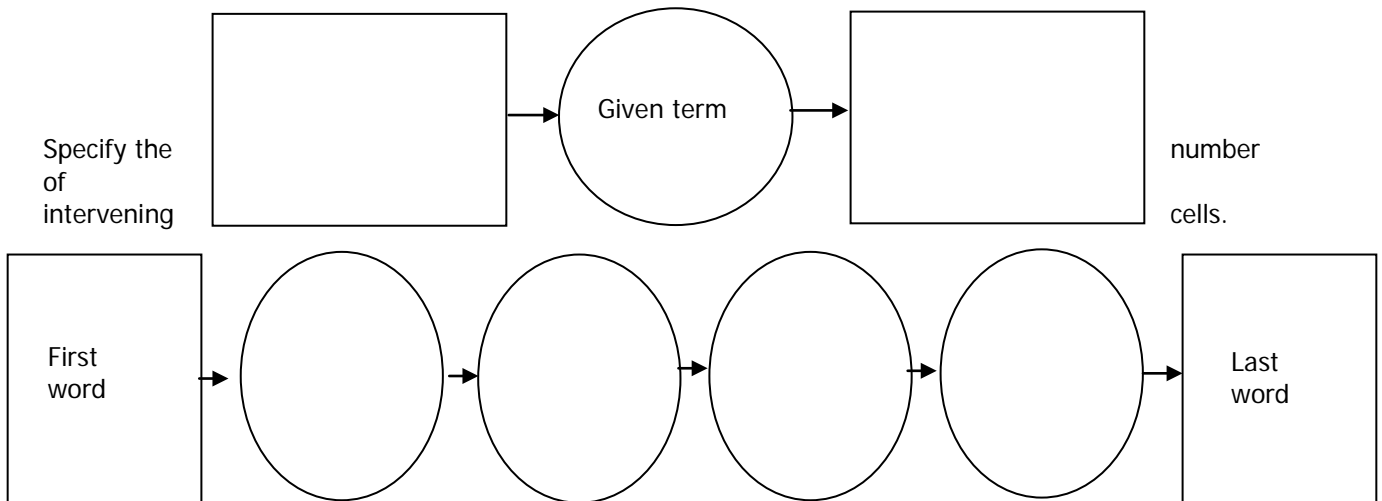 Given term
Specify the number
of
intervening cells.
First
word
Last
word